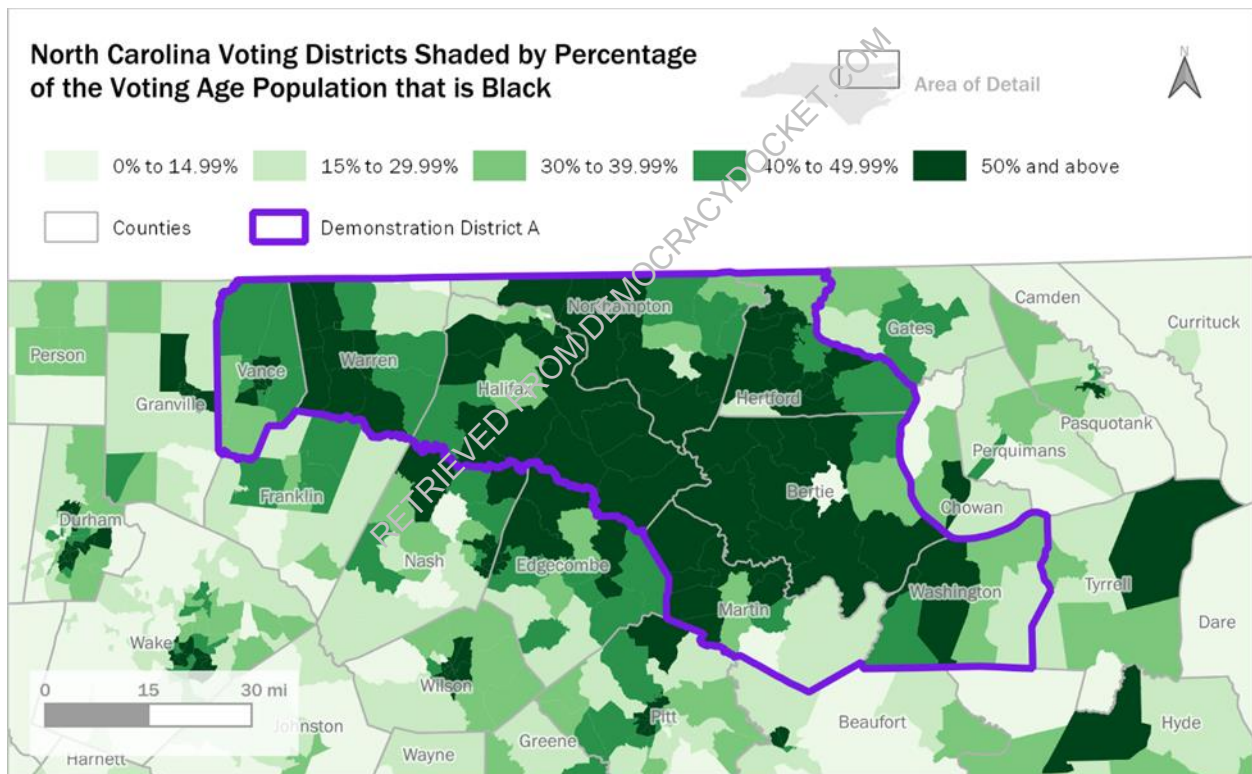 North Carolina Voting Districts Shaded by Percentage
of the Voting Age Population that is Black
N
Area of Detail
0% to 14.99%
15% to 29.99%
30% to 39.99%
40% to 49.99%
50% and above
Counties
Demonstration District A
RETRIEVED FROM DEMOCRACYDOCKET.COM
Northampton
Camden
Currituck
Gates
Person
Warren
Vance
Halifax
Hertford
Granville
Pasquotank
Perquimans
Bertie
Franklin
Chowan
Durham
Nash
Edgecombe
Washington
Tyrrell
Martin
Dare
Wake
Wilson
0 15 30 mi
Johnston
Pitt
Beaufort
Hyde
Greene
Wayne
Harnett